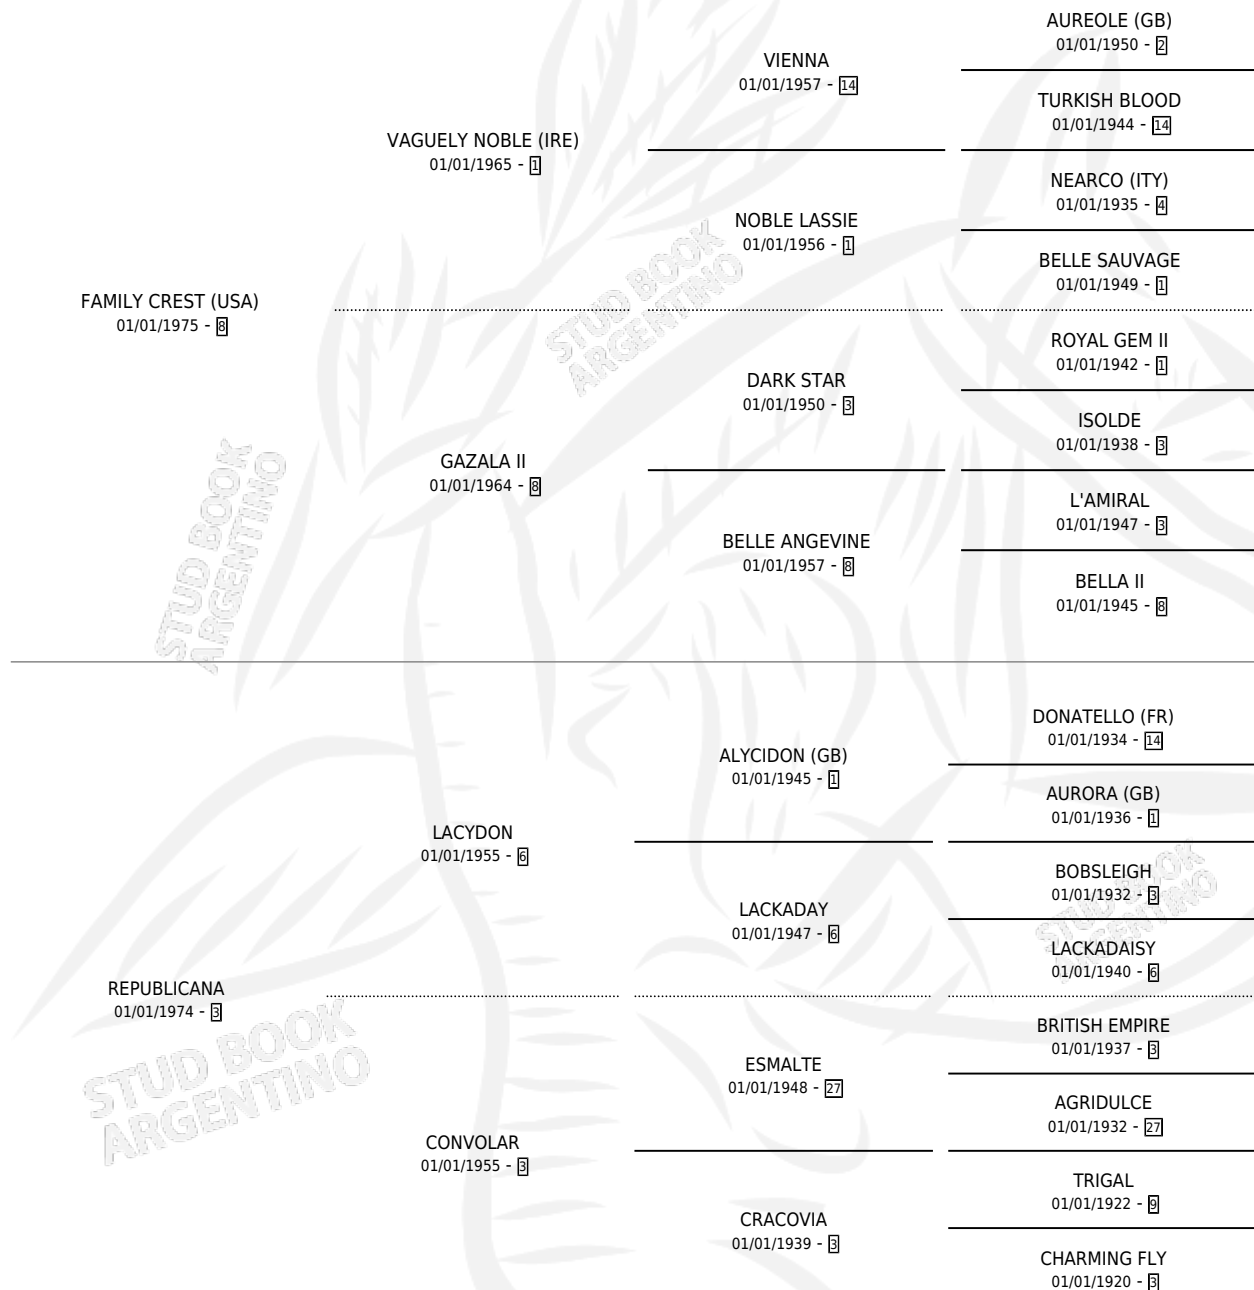 AUREOLE (GB)
01/01/1950 - 2
VIENNA
01/01/1957 - 14
TURKISH BLOOD
01/01/1944 - 14
VAGUELY NOBLE (IRE)
01/01/1965 - 1
NEARCO (ITY)
01/01/1935 - 4
NOBLE LASSIE
01/01/1956 - 1
BELLE SAUVAGE
01/01/1949 - 1
FAMILY CREST (USA)
01/01/1975 - 8
STUD BOOK
ARGENTINO
ROYAL GEM II
01/01/1942 - 1
DARK STAR
01/01/1950 - 3
ISOLDE
01/01/1938 - 3
GAZALA II
01/01/1964 - 8
L'AMIRAL
01/01/1947 - 3
BELLE ANGEVINE
01/01/1957 - 8
BELLA II
01/01/1945 - 8
STUD BOOK
ARGENTINO
DONATELLO (FR)
01/01/1934 - 14
ALYCIDON (GB)
01/01/1945 - 1
AURORA (GB)
01/01/1936 - 1
LACYDON
01/01/1955 - 6
BOBSLEIGH
01/01/1932 - 3
LACKADAY
01/01/1947 - 6
STUD BOOK
ARGENTINO
LACKADAISY
01/01/1940 - 6
REPUBLICANA
01/01/1974 - 3
BRITISH EMPIRE
01/01/1937 - 3
ESMALTE
01/01/1948 - 27
AGRIDULCE
01/01/1932 - 27
STUD BOOK
ARGENTINO
CONVOLAR
01/01/1955 - 3
TRIGAL
01/01/1922 - 9
CRACOVIA
01/01/1939 - 3
CHARMING FLY
01/01/1920 - 3